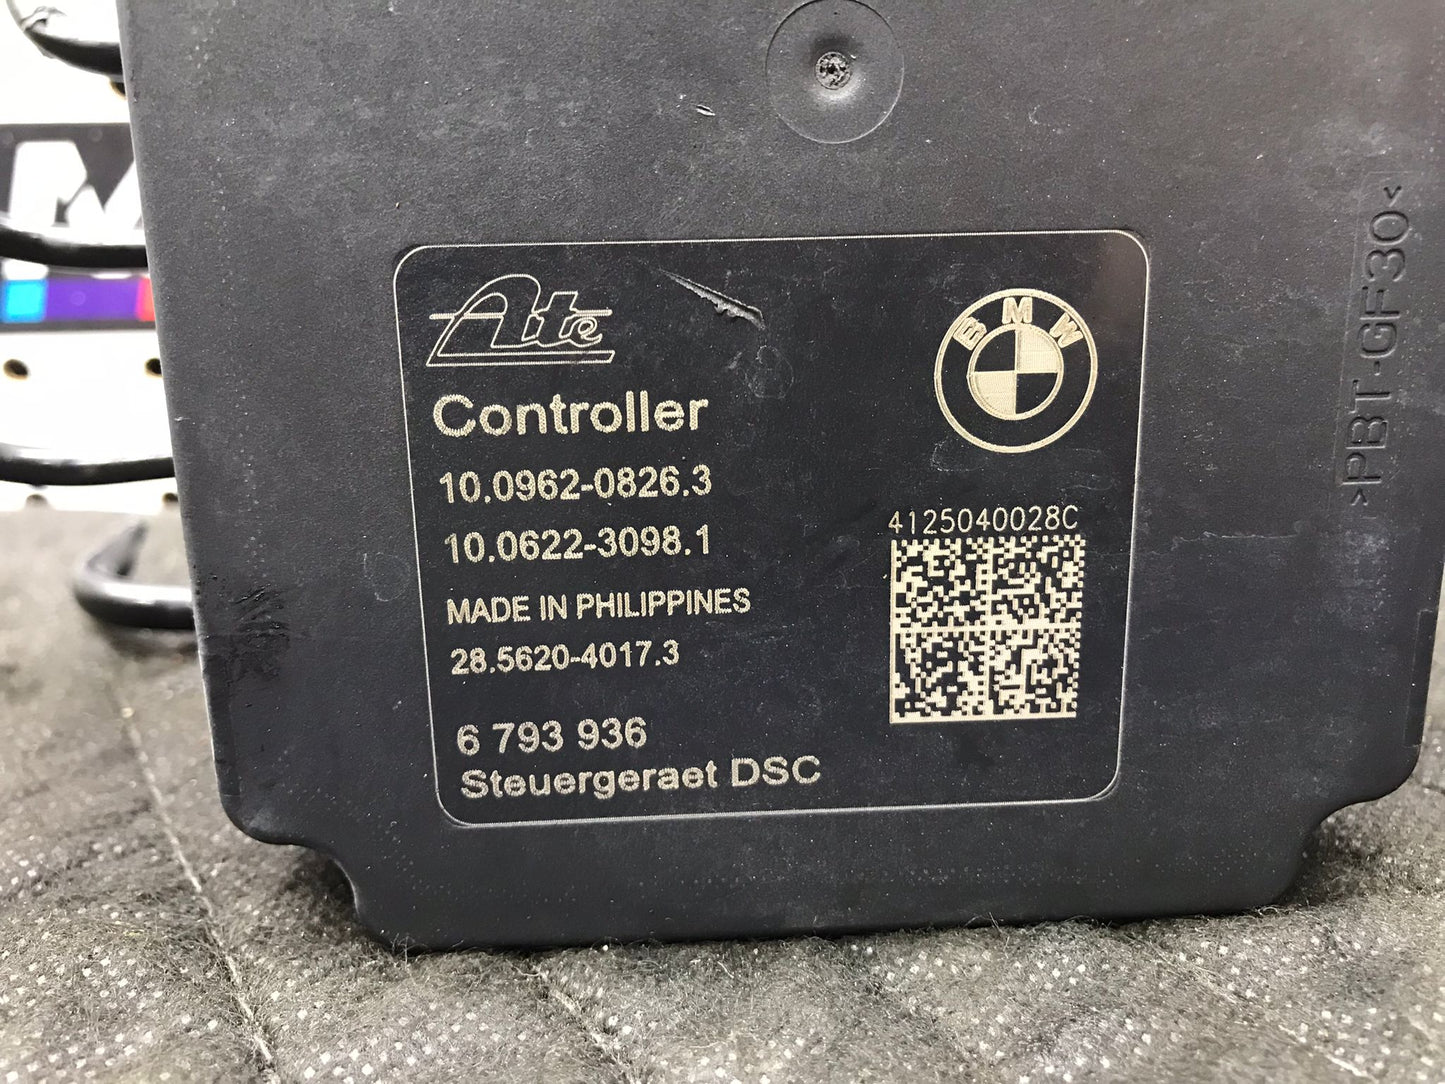 Ate
BMW
Controller
10.0962-0826.3
10.0622-3098.1
MADE IN PHILIPPINES
28.5620-4017.3
6 793 936
Steuergeraet DSC
4125040028C
>PBT-GF30<